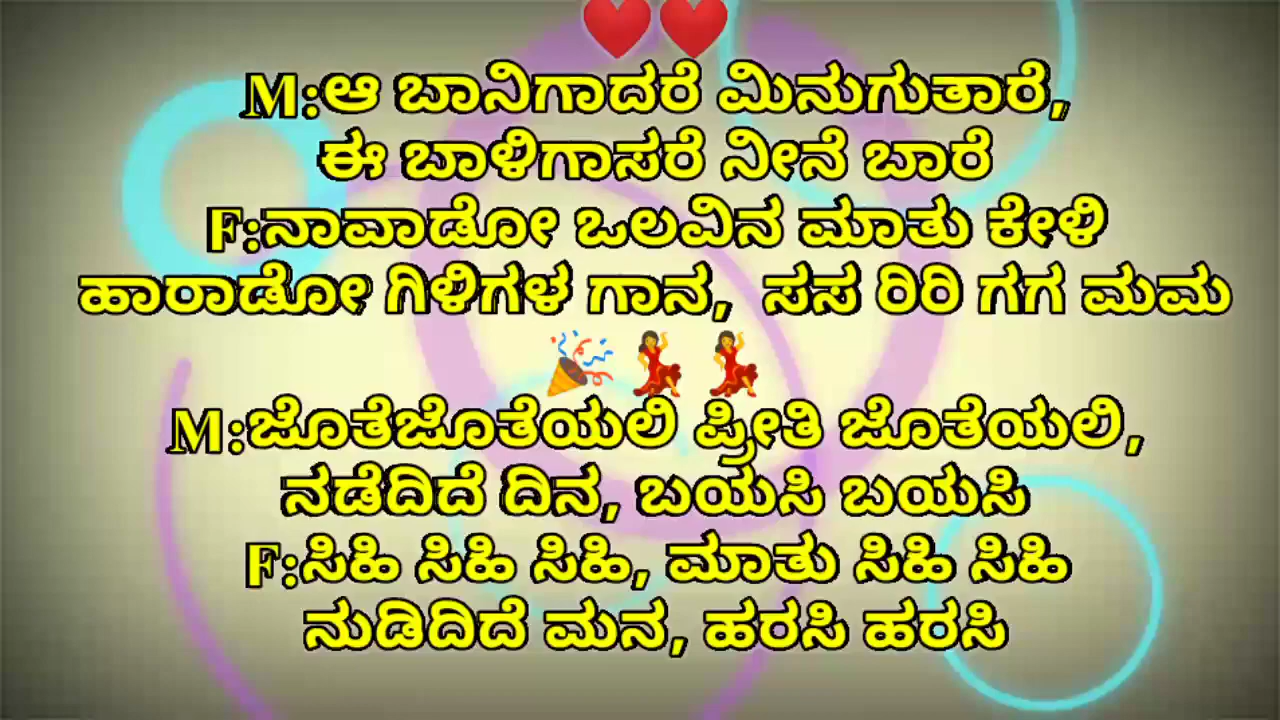 M:ಆ ಬಾನಿಗಾದರೆ ಮಿನುಗುತಾರೆ,
ಈ ಬಾಳಿಗಾಸರೆ ನೀನೆ ಬಾರೆ
F:ನಾವಾಡೋ ಒಲವಿನ ಮಾತು ಕೇಳಿ
ಹಾರಾಡೋ ಗಿಳಿಗಳ ಗಾನ, ಸಸ ರಿರಿ ಗಗ ಮಮ
M:ಜೊತೆಜೊತೆಯಲಿ ಪ್ರೀತಿ ಜೊತೆಯಲಿ,
ನಡೆದಿದೆ ದಿನ, ಬಯಸಿ ಬಯಸಿ
F:ಸಿಹಿ ಸಿಹಿ ಸಿಹಿ, ಮಾತು ಸಿಹಿ ಸಿಹಿ
ನುಡಿದಿದೆ ಮನ, ಹರಸಿ ಹರಸಿ